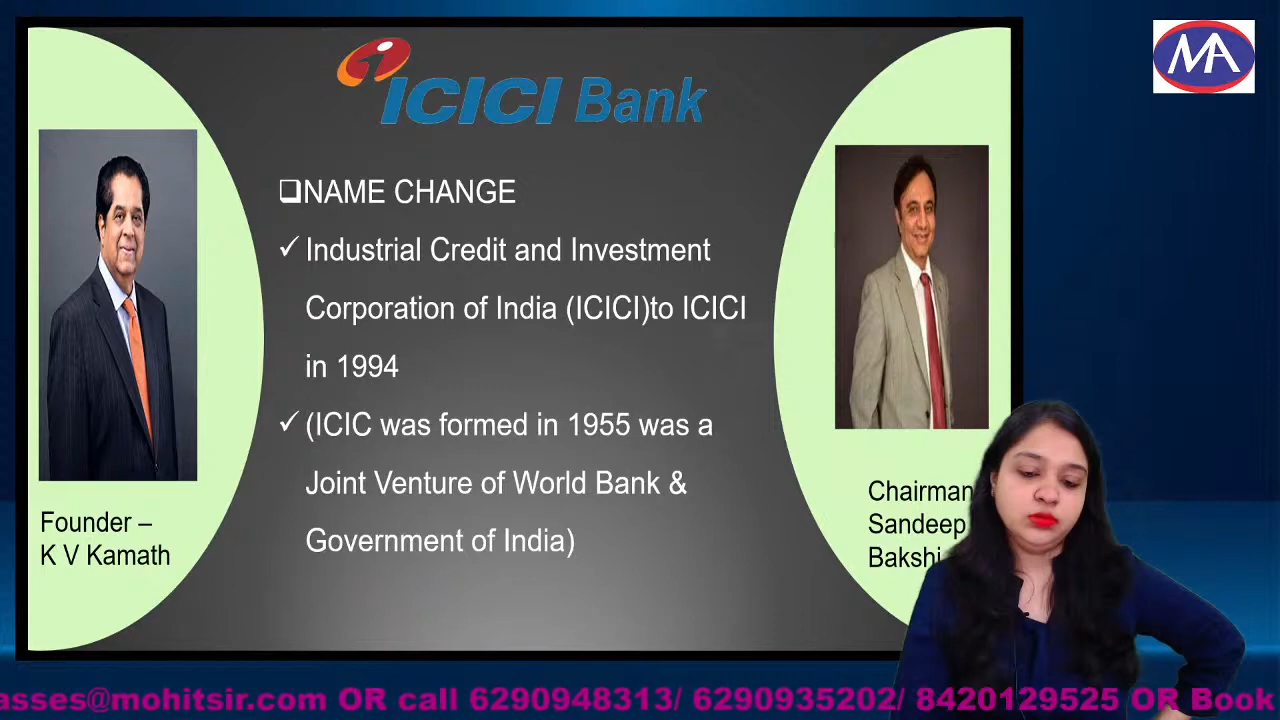 MA
ICICI Bank
NAME CHANGE
Industrial Credit and Investment
Corporation of India (ICICI)to ICICI
in 1994
(ICIC was formed in 1955 was a
Joint Venture of World Bank &
Government of India)
Founder –
K V Kamath
Chairman
Sandeep
Bakshi
asses@mohitsir.com OR call 6290948313/ 6290935202/ 8420129525 OR Book